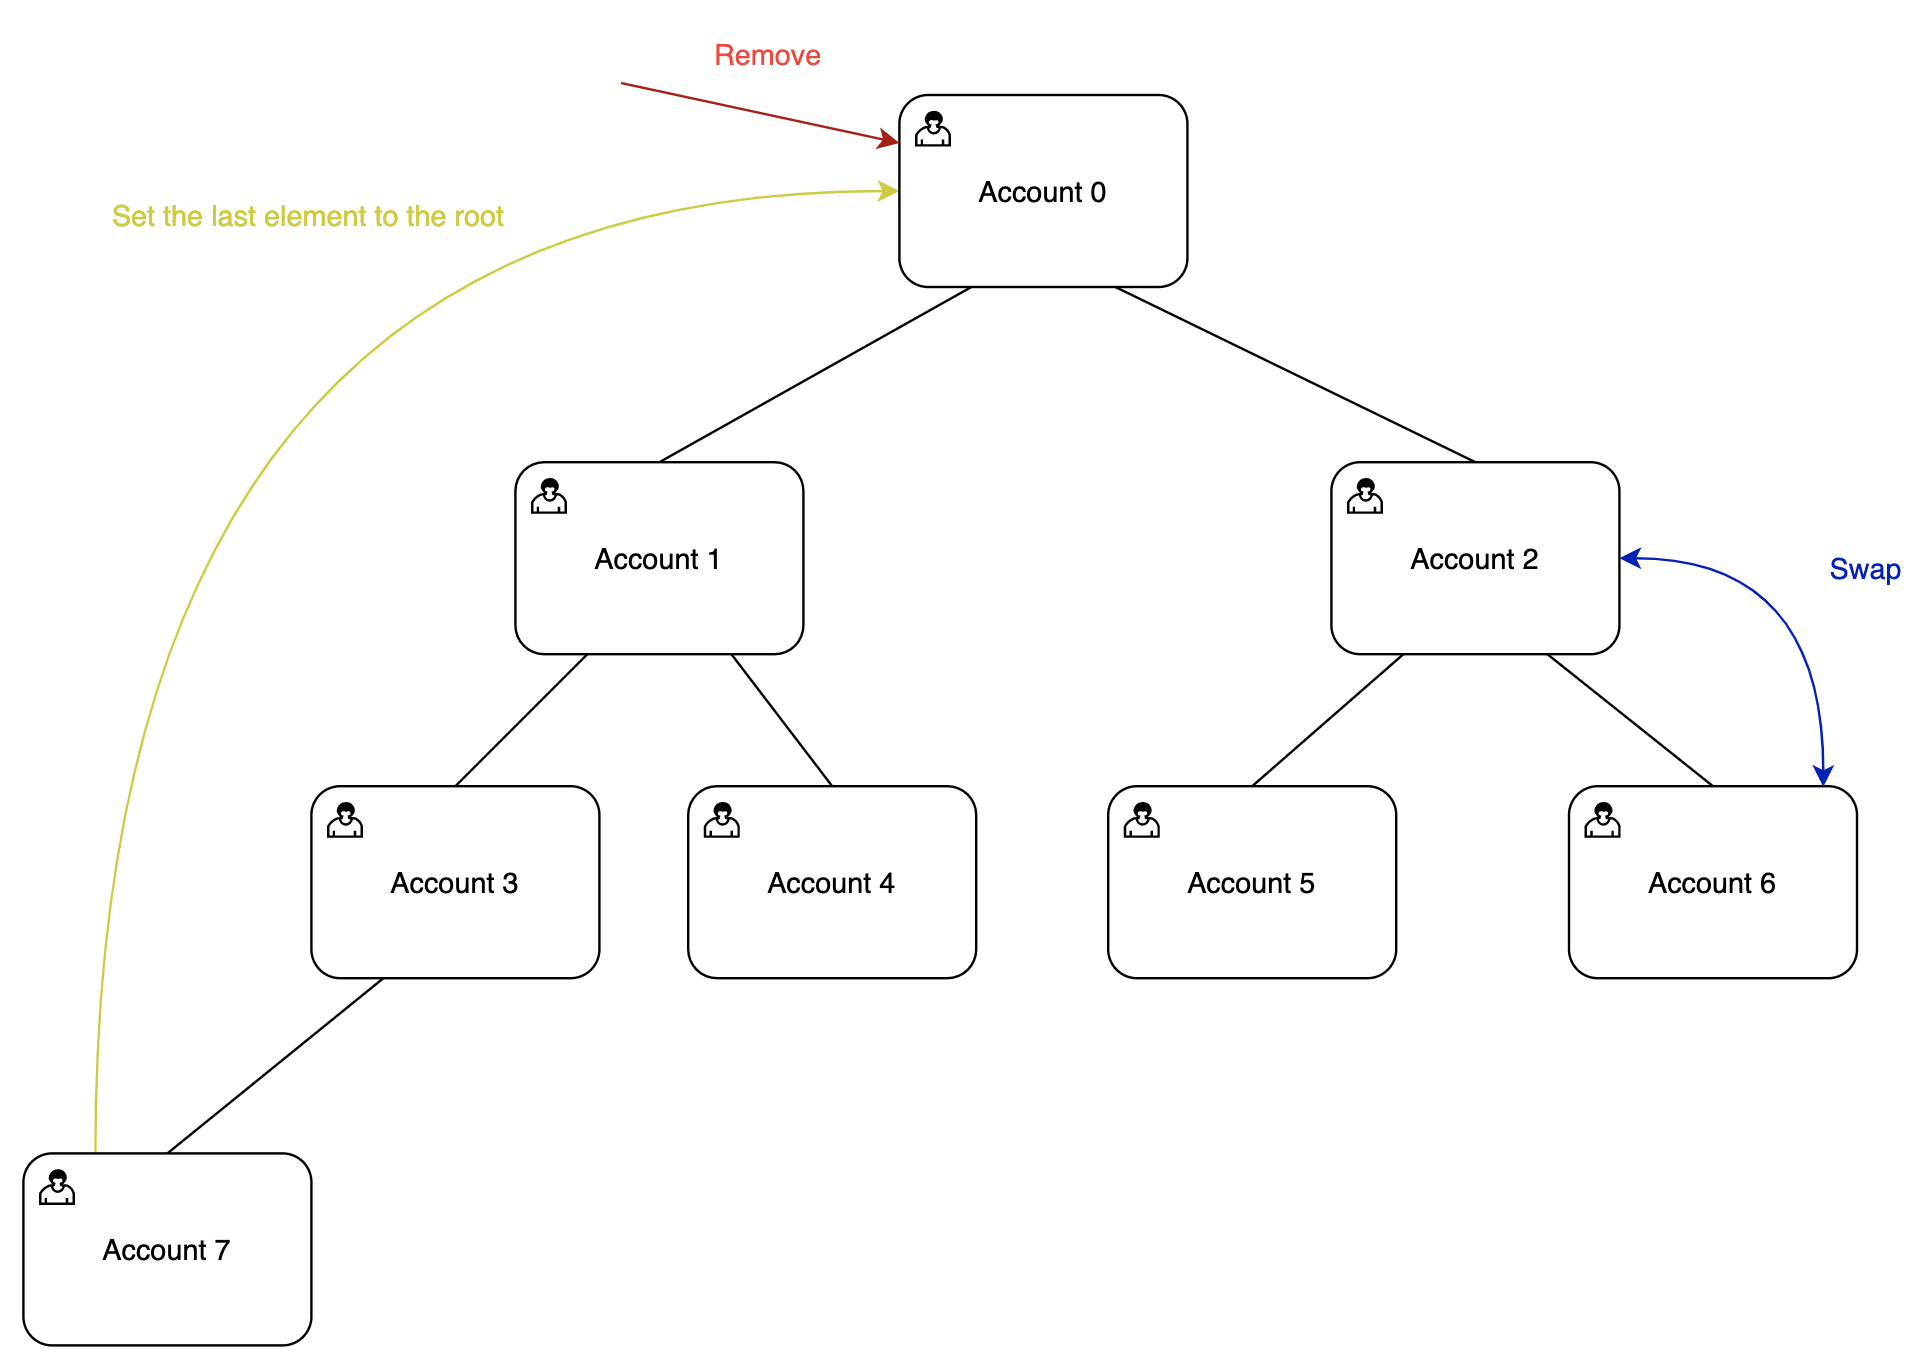 Remove
Account 0
Set the last element to the root
Account 1
Account 2
Swap
Account 3
Account 4
Account 5
Account 6
Account 7